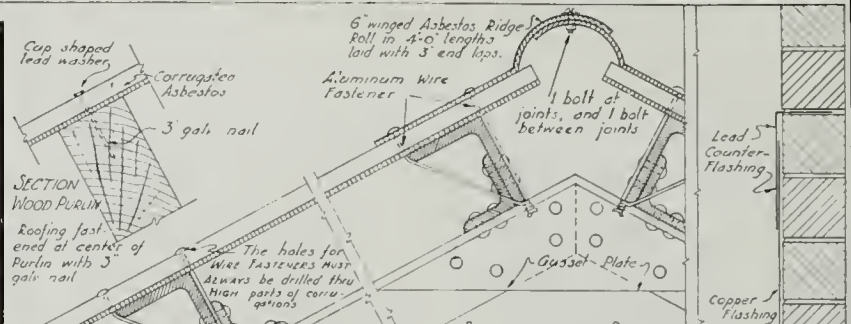 Cup shaped
lead washer
Corrugated
Asbestos
3" galv. nail
SECTION
WOOD PURLIN
Roofing fast-
ened at center of
Purlin with 3"
galv. nail
6" winged Asbestos Ridge
Roll in 4'-0" lengths
laid with 3" end laps.
Aluminum Wire
Fastener
1 bolt at
joints, and 1 bolt
between joints
The holes for
WIRE FASTENERS MUST
ALWAYS be drilled thru
HIGH parts of corru-
gations
Gusset Plate
Lead
Counter-
Flashing
Copper
Flashing